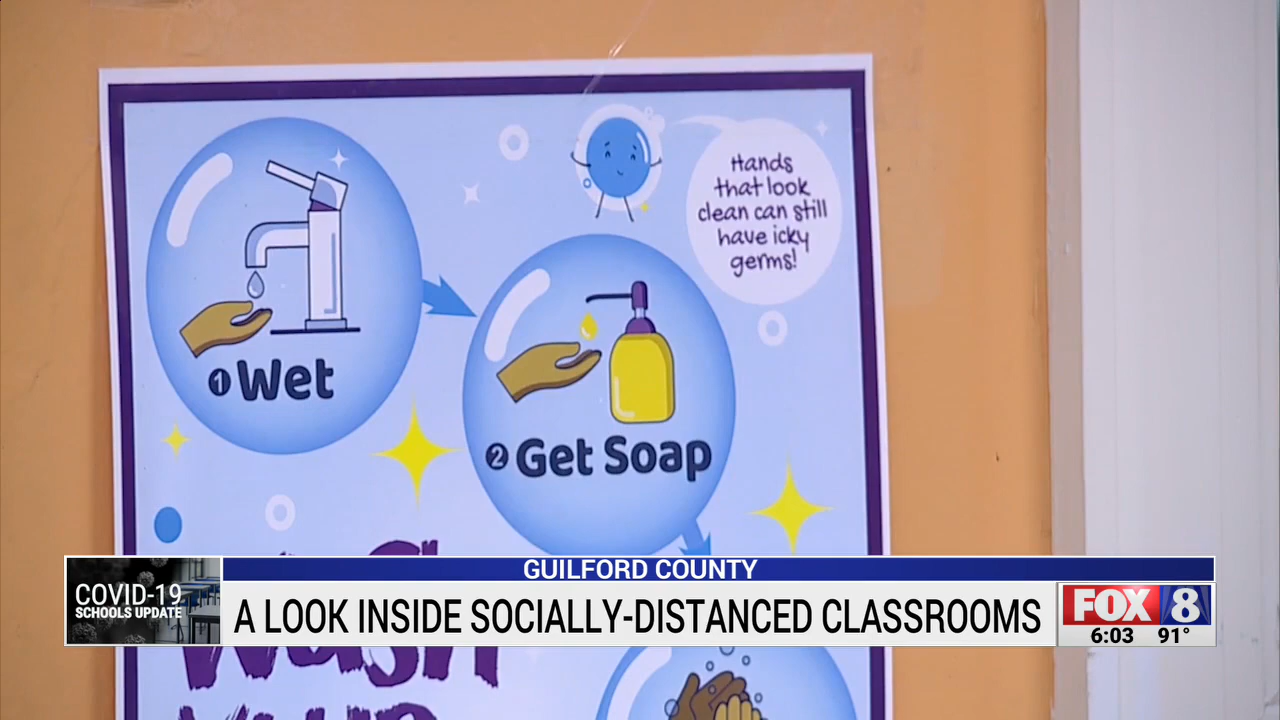 Hands
that look
clean can still
have icky
germs!
1 Wet
2 Get Soap
Wash
GUILFORD COUNTY
COVID-19
SCHOOLS UPDATE
A LOOK INSIDE SOCIALLY-DISTANCED CLASSROOMS
FOX 8
6:03 91°